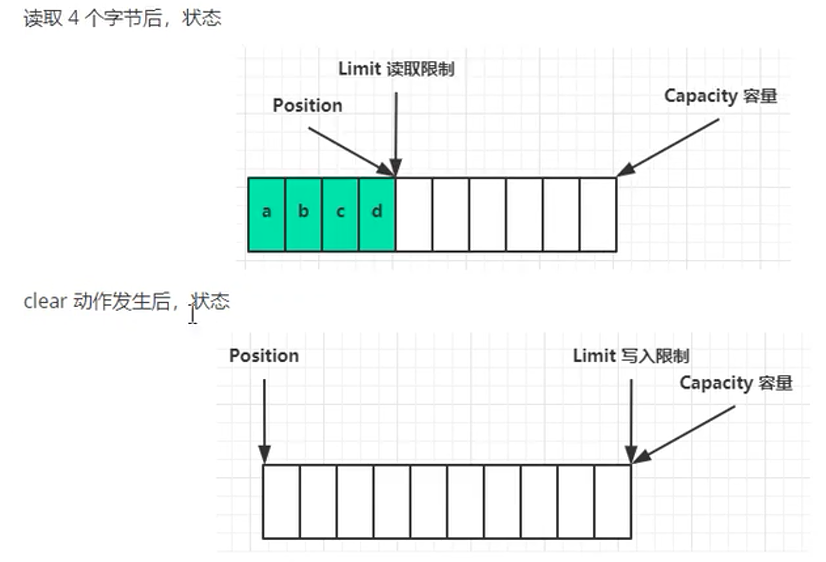 读取 4 个字节后，状态
Limit 读取限制
Position
Capacity 容量
a b c d
clear 动作发生后，状态
Position
Limit 写入限制
Capacity 容量